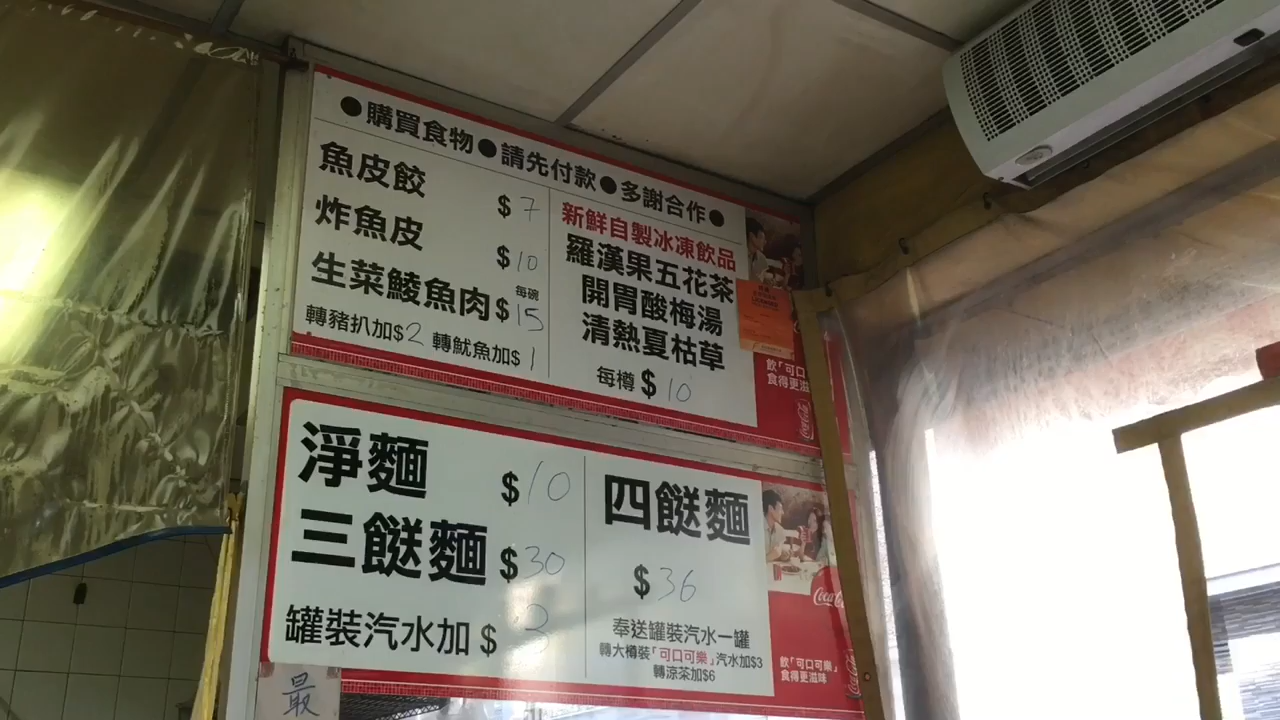 ●購買食物●請先付款●多謝合作●
魚皮餃 $7
炸魚皮 $10
生菜鯪魚肉 每碗 $15
轉豬扒加$2 轉魷魚加$1
新鮮自製冰凍飲品
羅漢果五花茶
開胃酸梅湯
清熱夏枯草
每樽 $10
飲「可口
食得更滋
Coca-Cola
淨麵 $10
三餸麵 $30
罐裝汽水加 $3
四餸麵
$36
奉送罐裝汽水一罐
轉大樽裝「可口可樂」汽水加$3
轉涼茶加$6
Coca
飲「可口可樂」
食得更滋味
Coca-Cola
最